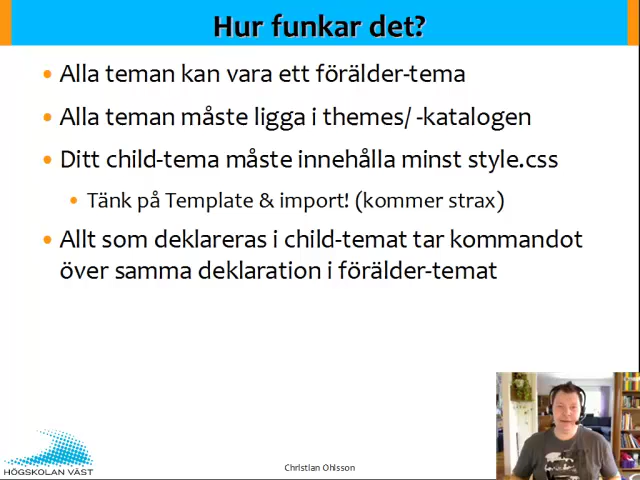 Hur funkar det?
• Alla teman kan vara ett förälder-tema
• Alla teman måste ligga i themes/ -katalogen
• Ditt child-tema måste innehålla minst style.css
• Tänk på Template & import! (kommer strax)
• Allt som deklareras i child-temat tar kommandot
över samma deklaration i förälder-temat
HÖGSKOLAN VÄST
Christian Ohlsson